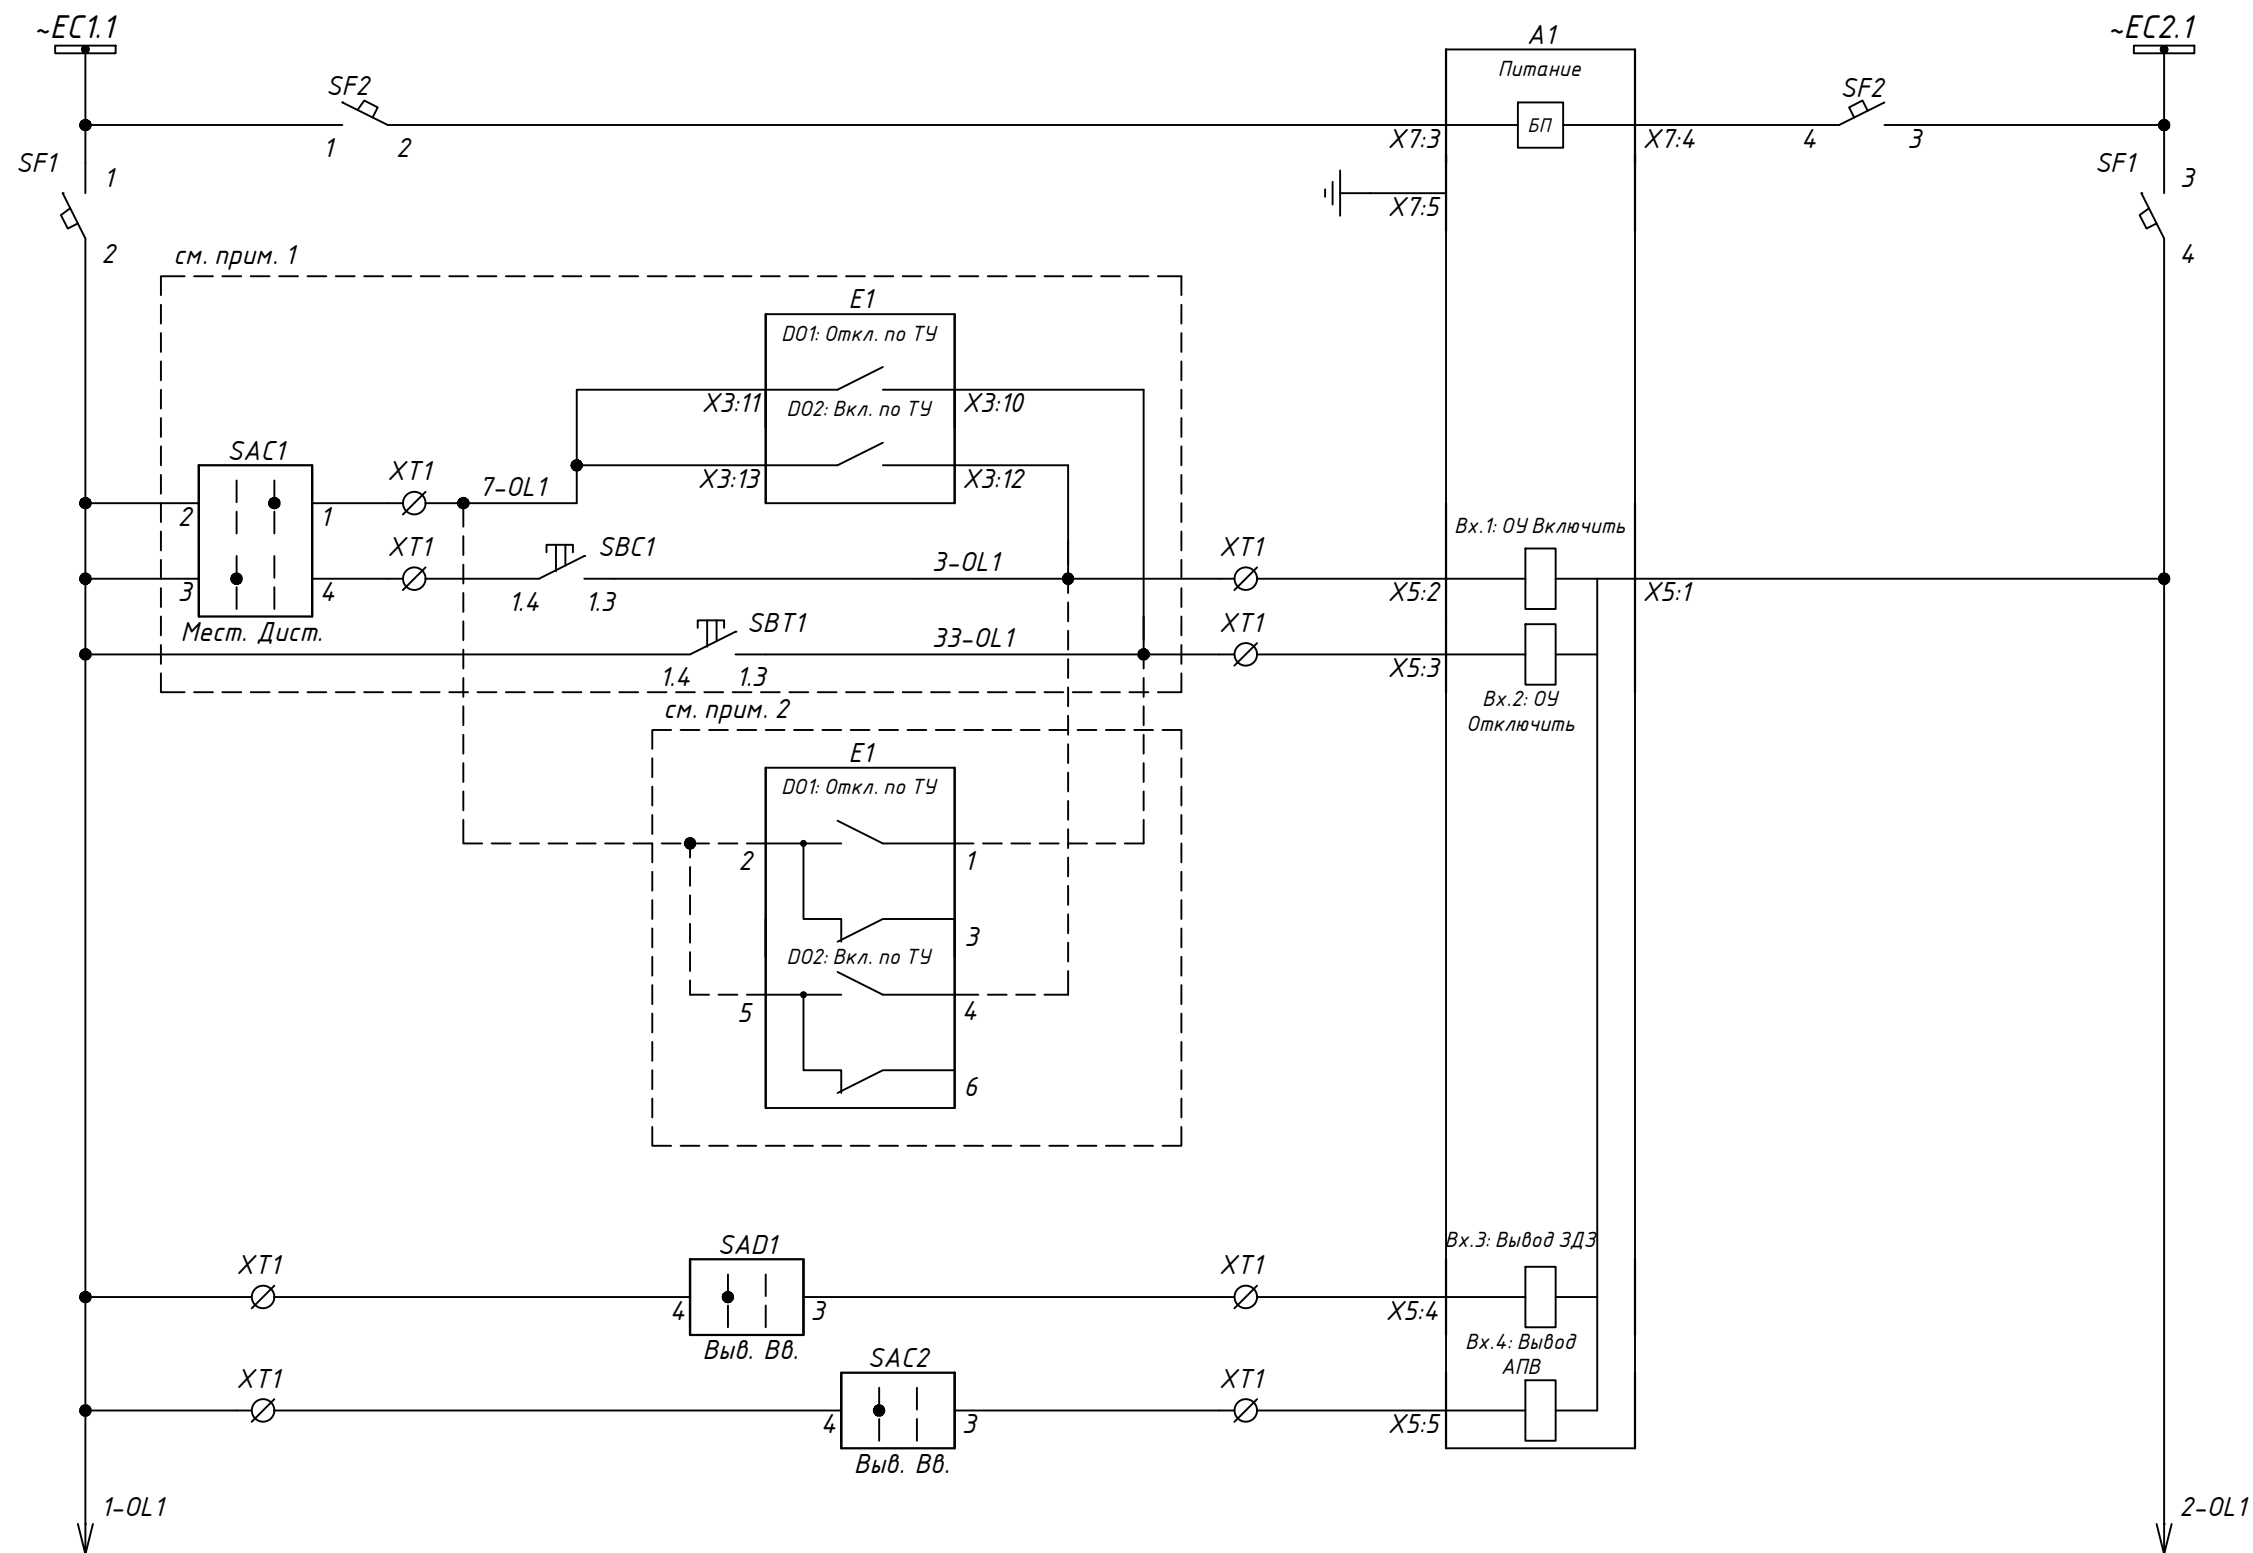 ~EC1.1
A1
~EC2.1
Питание
SF2
SF2
БП
1
2
X7:3
X7:4
4
3
SF1
1
SF1
3
X7:5
2
4
см. прим. 1
E1
DO1: Откл. по ТУ
X3:11
X3:10
DO2: Вкл. по ТУ
SAC1
XT1
7-OL1
X3:13
X3:12
2
1
Вх.1: ОУ Включить
XT1
SBC1
3-OL1
XT1
3
4
1.4
1.3
X5:2
X5:1
Мест. Дист.
SBT1
33-OL1
XT1
1.4
1.3
X5:3
Вх.2: ОУ
Отключить
см. прим. 2
E1
DO1: Откл. по ТУ
2
1
3
DO2: Вкл. по ТУ
5
4
6
XT1
SAD1
XT1
Вх.3: Вывод ЗДЗ
4
3
X5:4
Выв. Вв.
Вх.4: Вывод
АПВ
XT1
SAC2
XT1
4
3
X5:5
Выв. Вв.
1-OL1
2-OL1